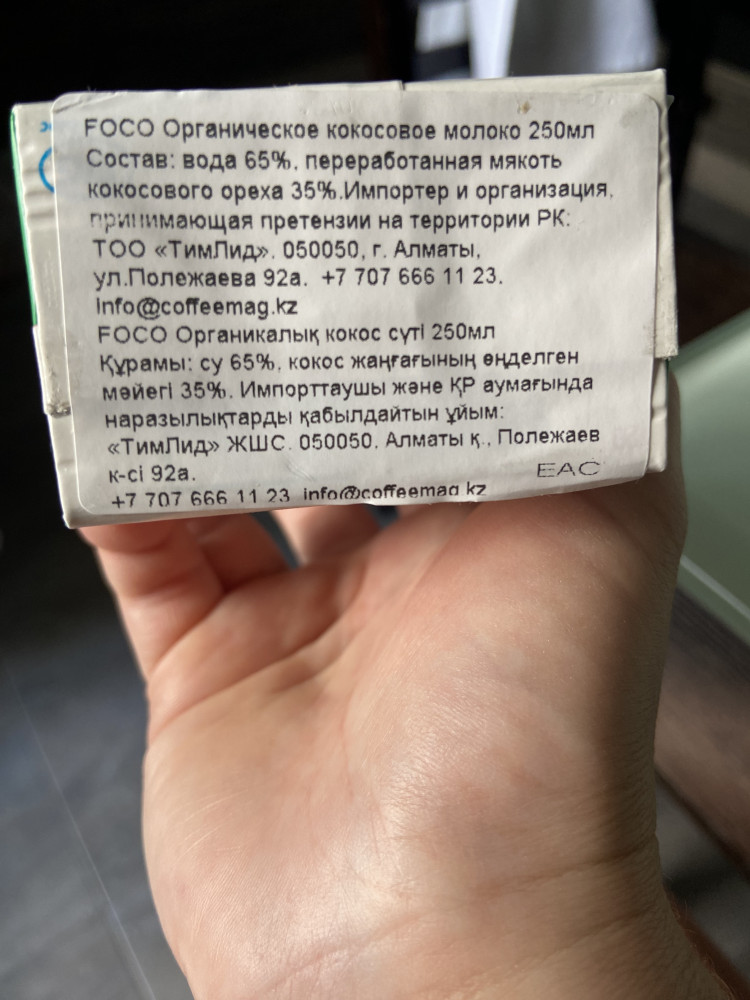 FOCO Органическое кокосовое молоко 250мл
Состав: вода 65%, переработанная мякоть
кокосового ореха 35%.Импортер и организация,
принимающая претензии на территории РК:
ТОО «ТимЛид», 050050, г. Алматы,
ул.Полежаева 92а. +7 707 666 11 23.
Info@coffeemag.kz
FOCO Органикалық кокос сүті 250мл
Құрамы: су 65%, кокос жаңғағының өңделген
мәйегі 35%. Импорттаушы және ҚР аумағында
наразылықтарды қабылдайтын ұйым:
«ТимЛид» ЖШС. 050050, Алматы қ., Полежаев
к-сі 92а.
EAC
+7 707 666 11 23 info@coffeemag.kz